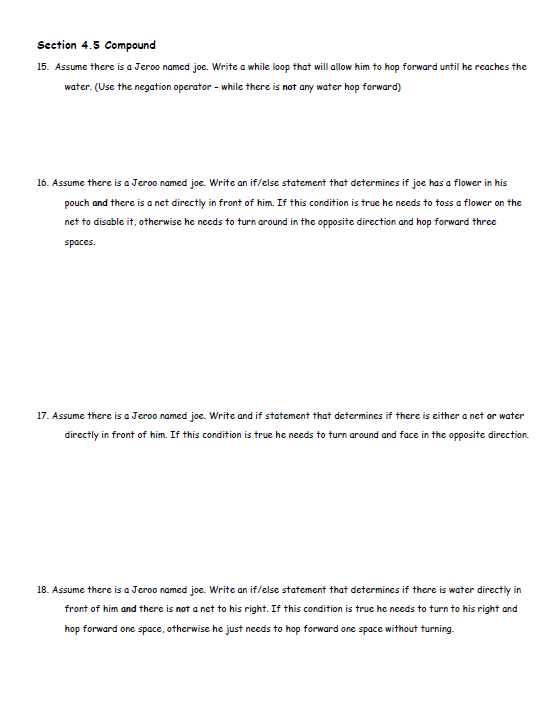 Section 4.5 Compound
15. Assume there is a Jeroo named joe. Write a while loop that will allow him to hop forward until he reaches the
water. (Use the negation operator – while there is not any water hop forward)
16. Assume there is a Jeroo named joe. Write an if/else statement that determines if joe has a flower in his
pouch and there is a net directly in front of him. If this condition is true he needs to toss a flower on the
net to disable it, otherwise he needs to turn around in the opposite direction and hop forward three
spaces.
17. Assume there is a Jeroo named joe. Write and if statement that determines if there is either a net or water
directly in front of him. If this condition is true he needs to turn around and face in the opposite direction.
18. Assume there is a Jeroo named joe. Write an if/else statement that determines if there is water directly in
front of him and there is not a net to his right. If this condition is true he needs to turn to his right and
hop forward one space, otherwise he just needs to hop forward one space without turning.